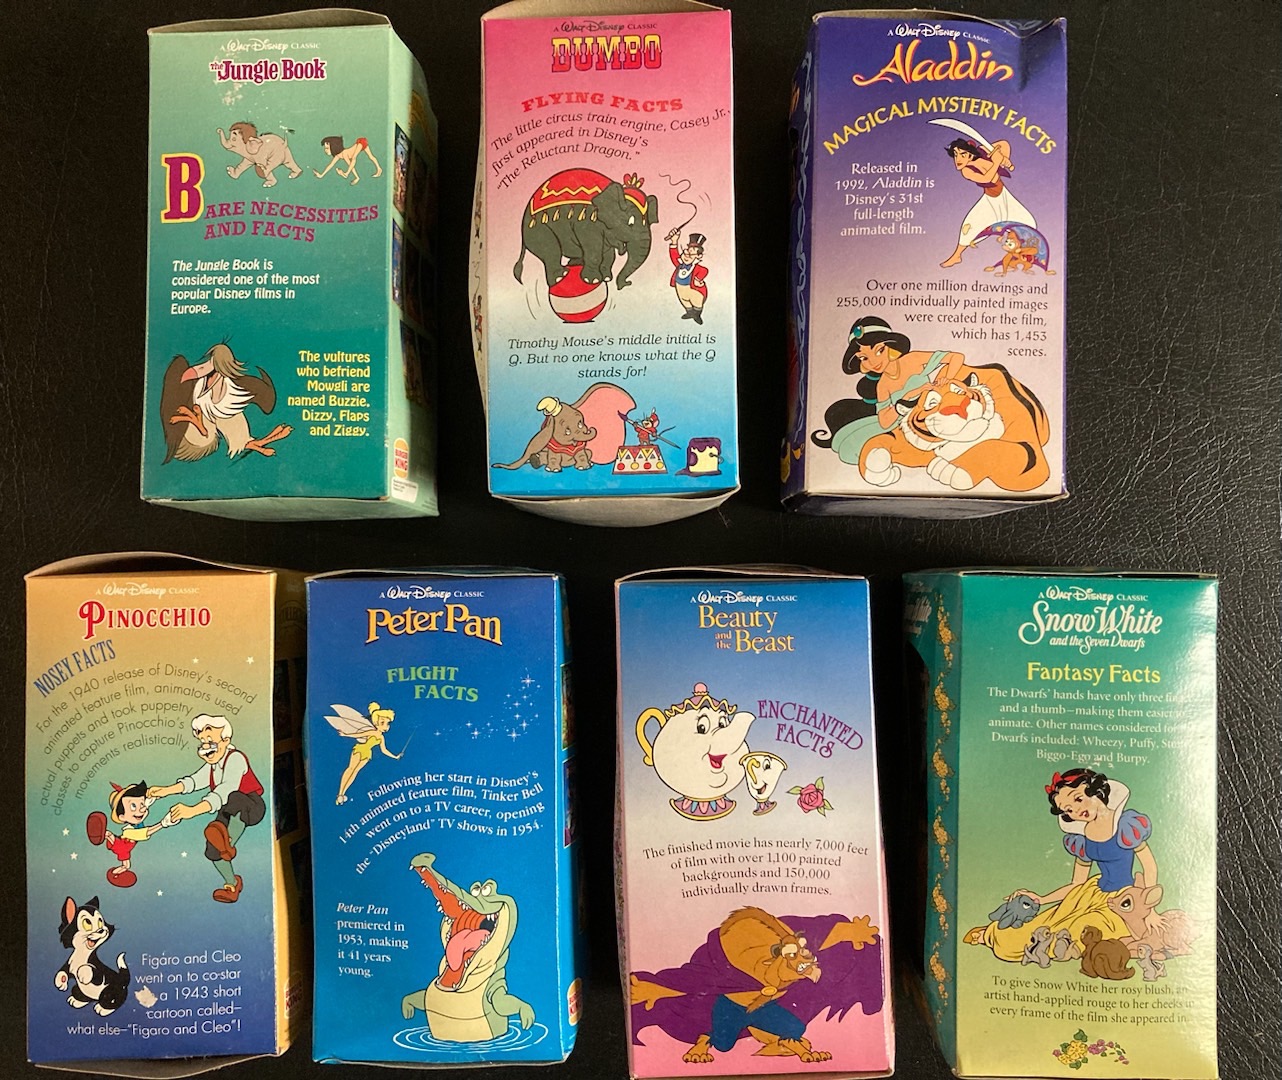 A Walt Disney CLASSIC
The Jungle Book
BARE NECESSITIES
AND FACTS
The Jungle Book is
considered one of the most
popular Disney films in
Europe.
The vultures
who befriend
Mowgli are
named Buzzie,
Dizzy, Flaps
and Ziggy.
BURGER
KING
A Walt Disney CLASSIC
DUMBO
FLYING FACTS
The little circus train engine, Casey Jr.,
first appeared in Disney's
"The Reluctant Dragon."
Timothy Mouse's middle initial is
Q. But no one knows what the Q
stands for!
A Walt Disney CLASSIC
Aladdin
MAGICAL MYSTERY FACTS
Released in
1992, Aladdin is
Disney's 31st
full-length
animated film.
Over one million drawings and
255,000 individually painted images
were created for the film,
which has 1,453
scenes.
A Walt Disney CLASSIC
PINOCCHIO
NOSEY FACTS
For the 1940 release of Disney's second
animated feature film, animators used
actual puppets and took puppetry
classes to capture Pinocchio's
movements realistically.
Figaro and Cleo
went on to co-star
a 1943 short
cartoon called—
what else—"Figaro and Cleo"!
A Walt Disney CLASSIC
Peter Pan
FLIGHT
FACTS
Following her start in Disney's
14th animated feature film, Tinker Bell
went on to a TV career, opening
the "Disneyland" TV shows in 1954.
Peter Pan
premiered in
1953, making
it 41 years
young.
A Walt Disney CLASSIC
Beauty
and the Beast
ENCHANTED
FACTS
The finished movie has nearly 7,000 feet
of film with over 1,100 painted
backgrounds and 150,000
individually drawn frames.
A Walt Disney CLASSIC
Snow White
and the Seven Dwarfs
Fantasy Facts
The Dwarfs' hands have only three
and a thumb—making them easier
animate. Other names considered
Dwarfs included: Wheezy, Puffy,
Biggo-Ego and Burpy.
To give Snow White her rosy blush, an
artist hand-applied rouge to her cheeks
every frame of the film she appeared in.